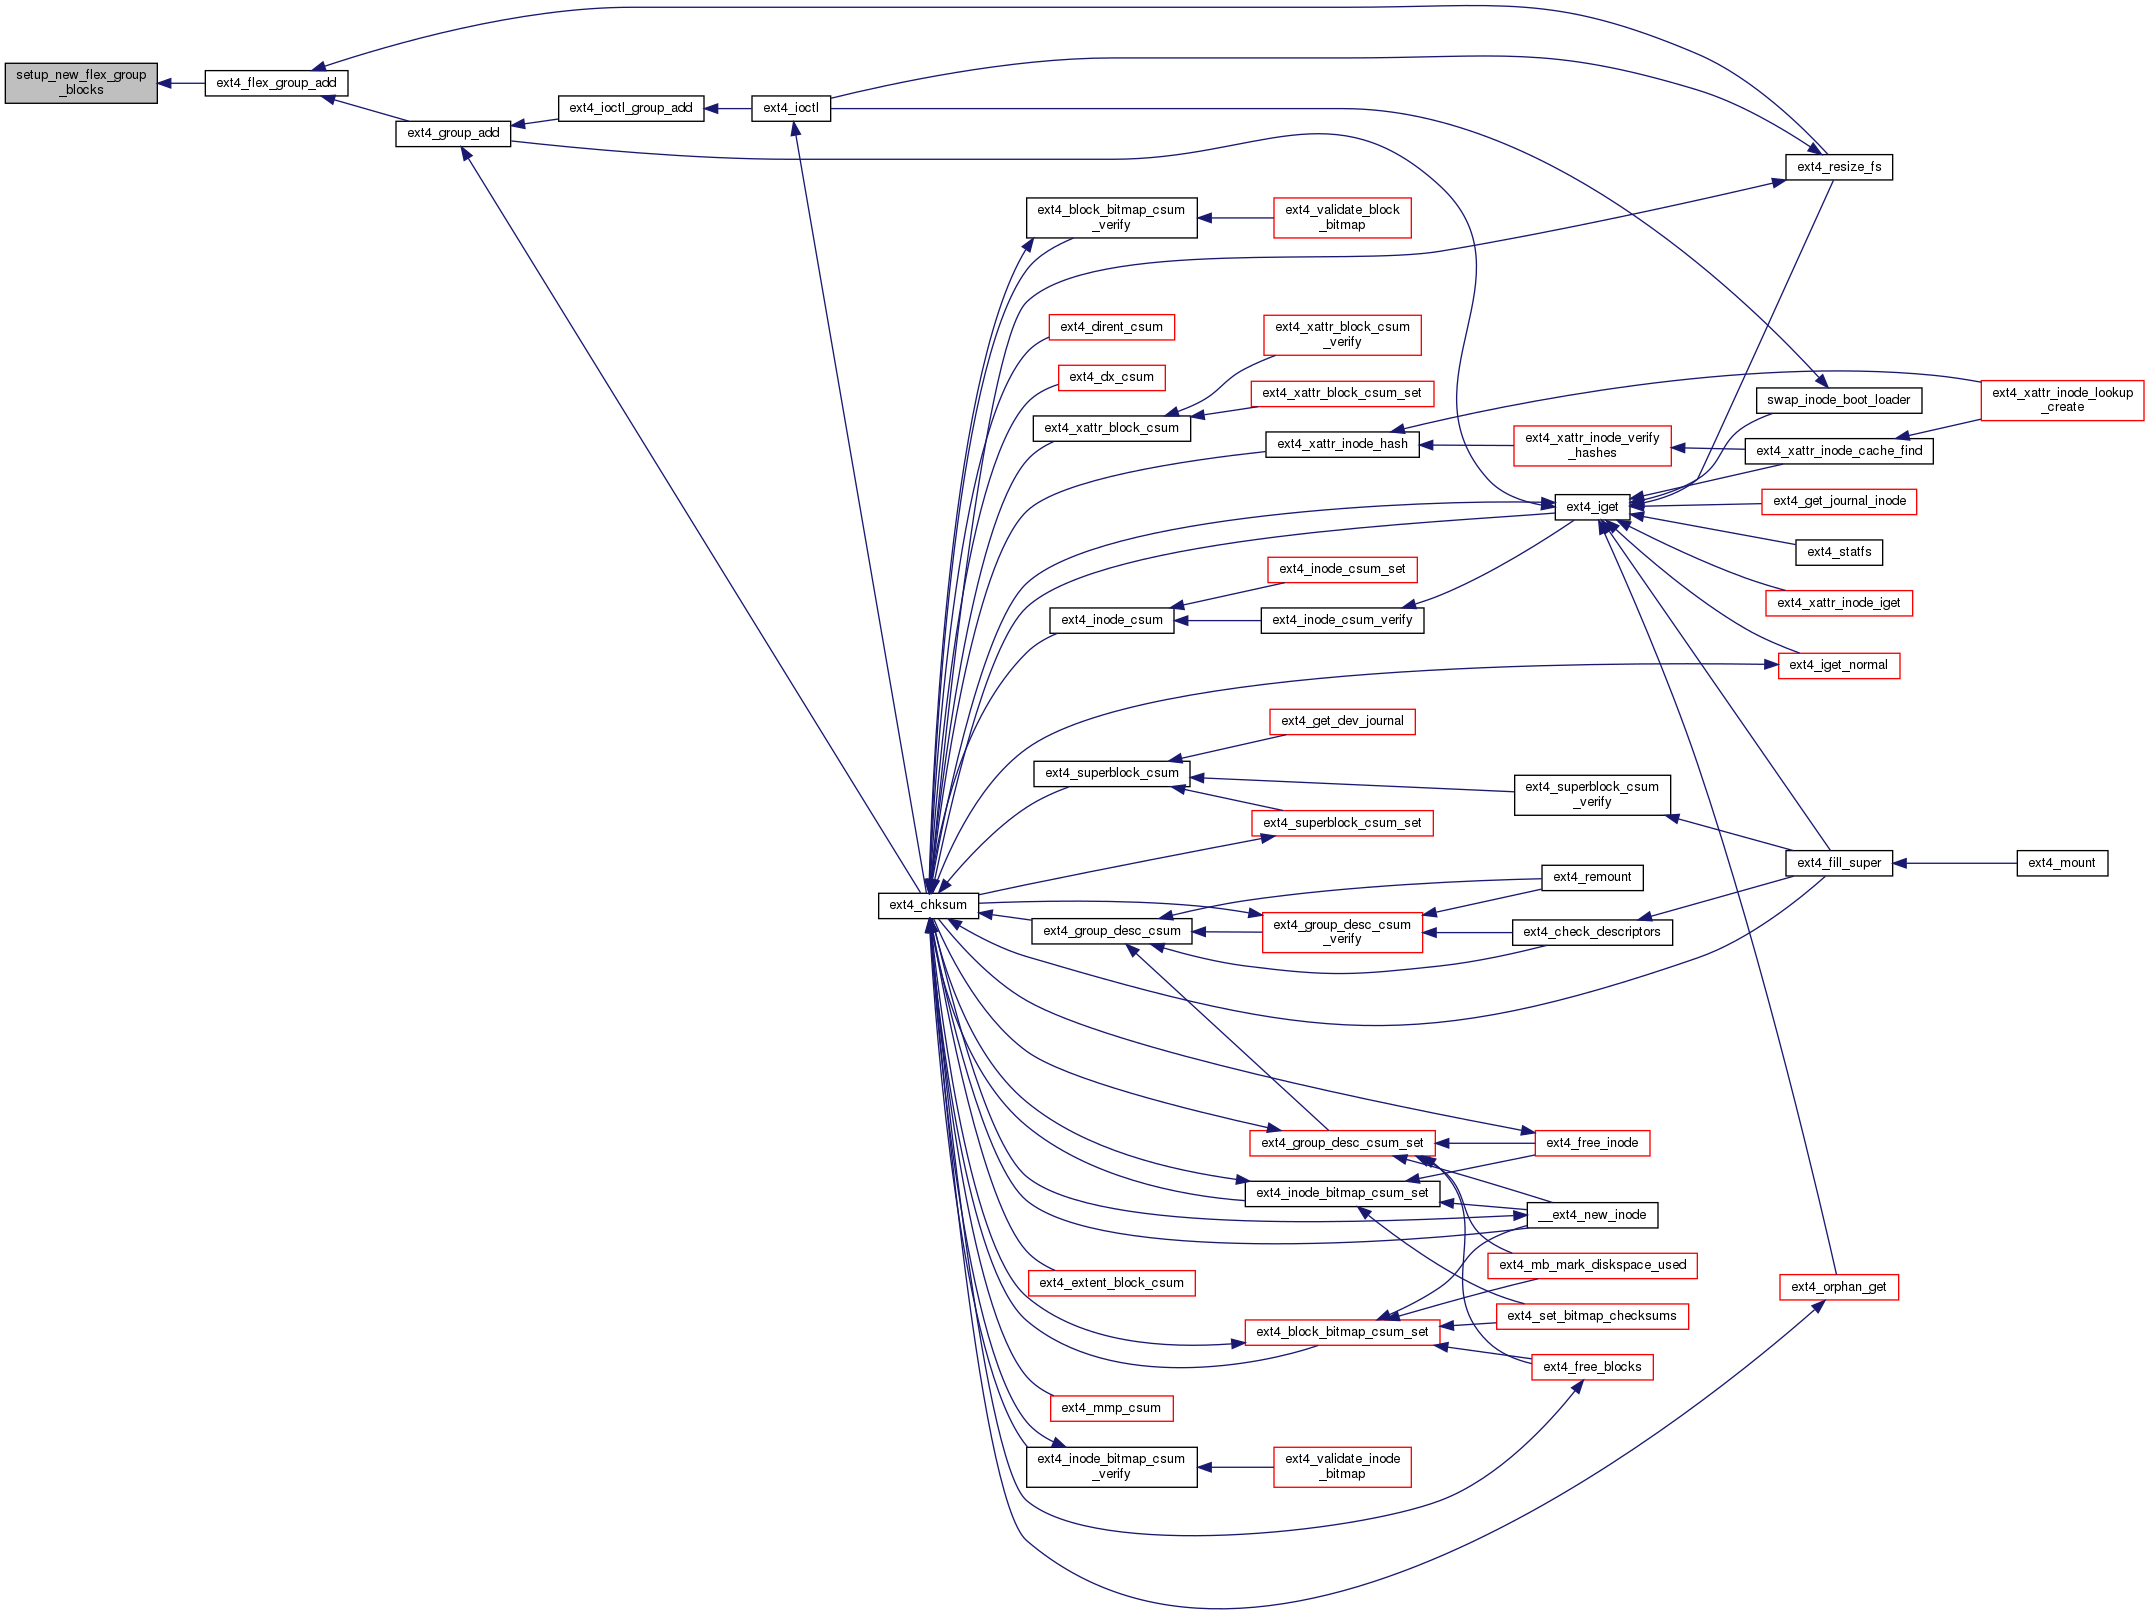 setup_new_flex_group
_blocks
ext4_flex_group_add
ext4_group_add
ext4_ioctl_group_add
ext4_ioctl
ext4_resize_fs
ext4_block_bitmap_csum
_verify
ext4_validate_block
_bitmap
ext4_dirent_csum
ext4_xattr_block_csum
_verify
ext4_dx_csum
ext4_xattr_block_csum_set
swap_inode_boot_loader
ext4_xattr_inode_lookup
_create
ext4_xattr_block_csum
ext4_xattr_inode_hash
ext4_xattr_inode_verify
_hashes
ext4_xattr_inode_cache_find
ext4_iget
ext4_get_journal_inode
ext4_statfs
ext4_inode_csum_set
ext4_xattr_inode_iget
ext4_inode_csum
ext4_inode_csum_verify
ext4_iget_normal
ext4_get_dev_journal
ext4_superblock_csum
ext4_superblock_csum
_verify
ext4_superblock_csum_set
ext4_fill_super
ext4_mount
ext4_remount
ext4_chksum
ext4_group_desc_csum
ext4_group_desc_csum
_verify
ext4_check_descriptors
ext4_group_desc_csum_set
ext4_free_inode
ext4_inode_bitmap_csum_set
__ext4_new_inode
ext4_mb_mark_diskspace_used
ext4_extent_block_csum
ext4_orphan_get
ext4_set_bitmap_checksums
ext4_block_bitmap_csum_set
ext4_free_blocks
ext4_mmp_csum
ext4_inode_bitmap_csum
_verify
ext4_validate_inode
_bitmap